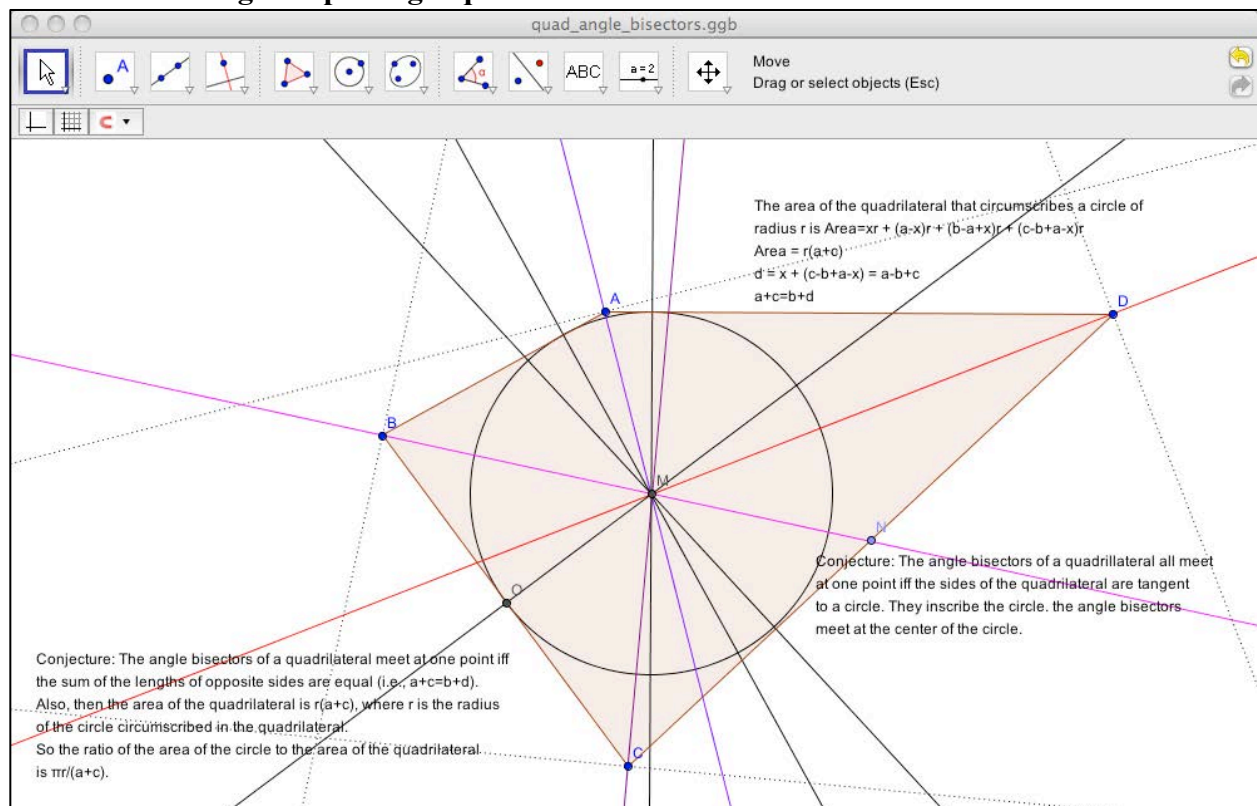 quad_angle_bisectors.ggb
A
α
ABC
a=2
Move
Drag or select objects (Esc)
The area of the quadrilateral that circumscribes a circle of
radius r is Area=xr + (a-x)r + (b-a+x)r + (c-b+a-x)r
Area = r(a+c)
d = x + (c-b+a-x) = a-b+c
a+c=b+d
A
D
B
M
N
Conjecture: The angle bisectors of a quadrillateral all meet
at one point iff the sides of the quadrilateral are tangent
to a circle. They inscribe the circle. the angle bisectors
meet at the center of the circle.
O
Conjecture: The angle bisectors of a quadrilateral meet at one point iff
the sum of the lengths of opposite sides are equal (i.e., a+c=b+d).
Also, then the area of the quadrilateral is r(a+c), where r is the radius
of the circle circumscribed in the quadrilateral.
So the ratio of the area of the circle to the area of the quadrilateral
is πr/(a+c).
C